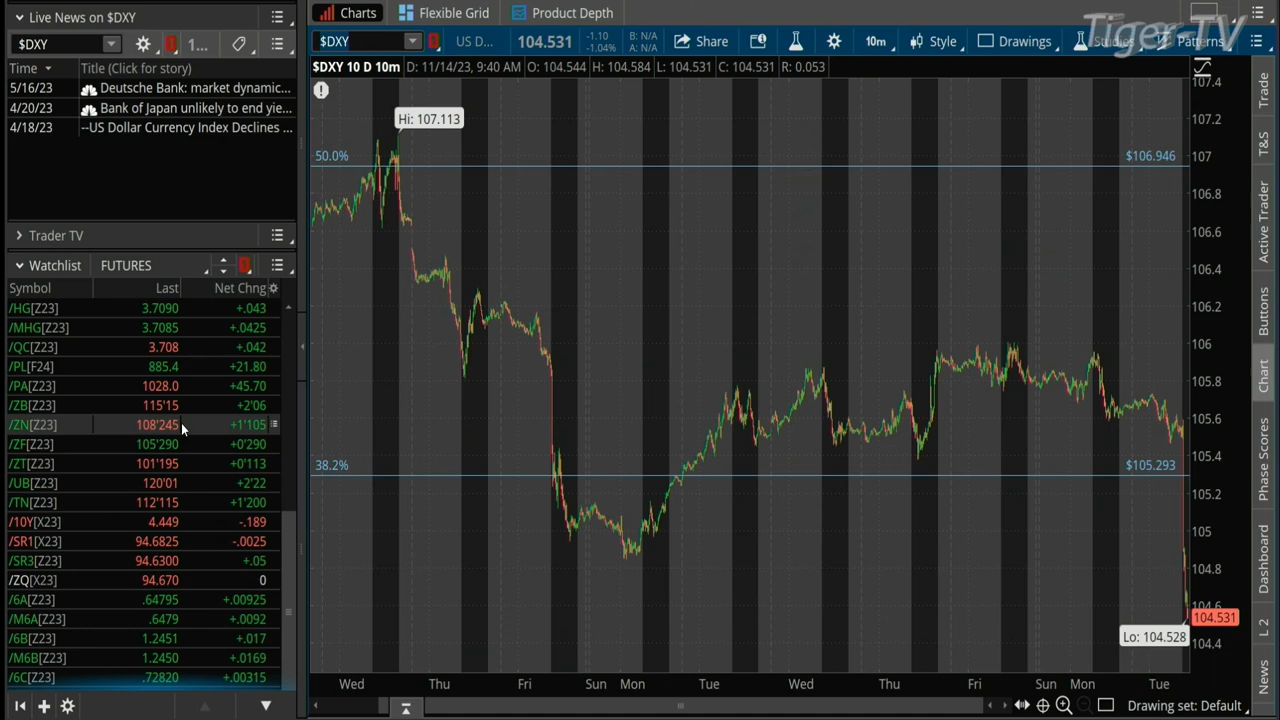 Live News on $DXY
$DXY
1...
Time
Title (Click for story)
5/16/23 Deutsche Bank: market dynamic...
4/20/23 Bank of Japan unlikely to end yie...
4/18/23 --US Dollar Currency Index Declines ...
Trader TV
Watchlist FUTURES
Symbol Last Net Chng
/HG[Z23] 3.7090 +.043
/MHG[Z23] 3.7085 +.0425
/QC[Z23] 3.708 +.042
/PL[F24] 885.4 +21.80
/PA[Z23] 1028.0 +45.70
/ZB[Z23] 115'15 +2'06
/ZN[Z23] 108'245 +1'105
/ZF[Z23] 105'290 +0'290
/ZT[Z23] 101'195 +0'113
/UB[Z23] 120'01 +2'22
/TN[Z23] 112'115 +1'200
/10Y[X23] 4.449 -.189
/SR1[X23] 94.6825 -.0025
/SR3[Z23] 94.6300 +.05
/ZQ[X23] 94.670 0
/6A[Z23] .64795 +.00925
/M6A[Z23] .6479 +.0092
/6B[Z23] 1.2451 +.017
/M6B[Z23] 1.2450 +.0169
/6C[Z23] .72820 +.00315
Charts Flexible Grid Product Depth
Tiger-TV
$DXY US D... 104.531 -1.10 -1.04% B: N/A A: N/A Share 10m Style Drawings Studies Patterns
$DXY 10 D 10m D: 11/14/23, 9:40 AM O: 104.544 H: 104.584 L: 104.531 C: 104.531 R: 0.053
Hi: 107.113
50.0% $106.946
38.2% $105.293
Lo: 104.528
107.4
107.2
107
106.8
106.6
106.4
106.2
106
105.8
105.6
105.4
105.2
105
104.8
104.6
104.531
104.4
Wed Thu Fri Sun Mon Tue Wed Thu Fri Sun Mon Tue
Drawing set: Default
Trade
T&S
Active Trader
Buttons
Chart
Phase Scores
Dashboard
L 2
News